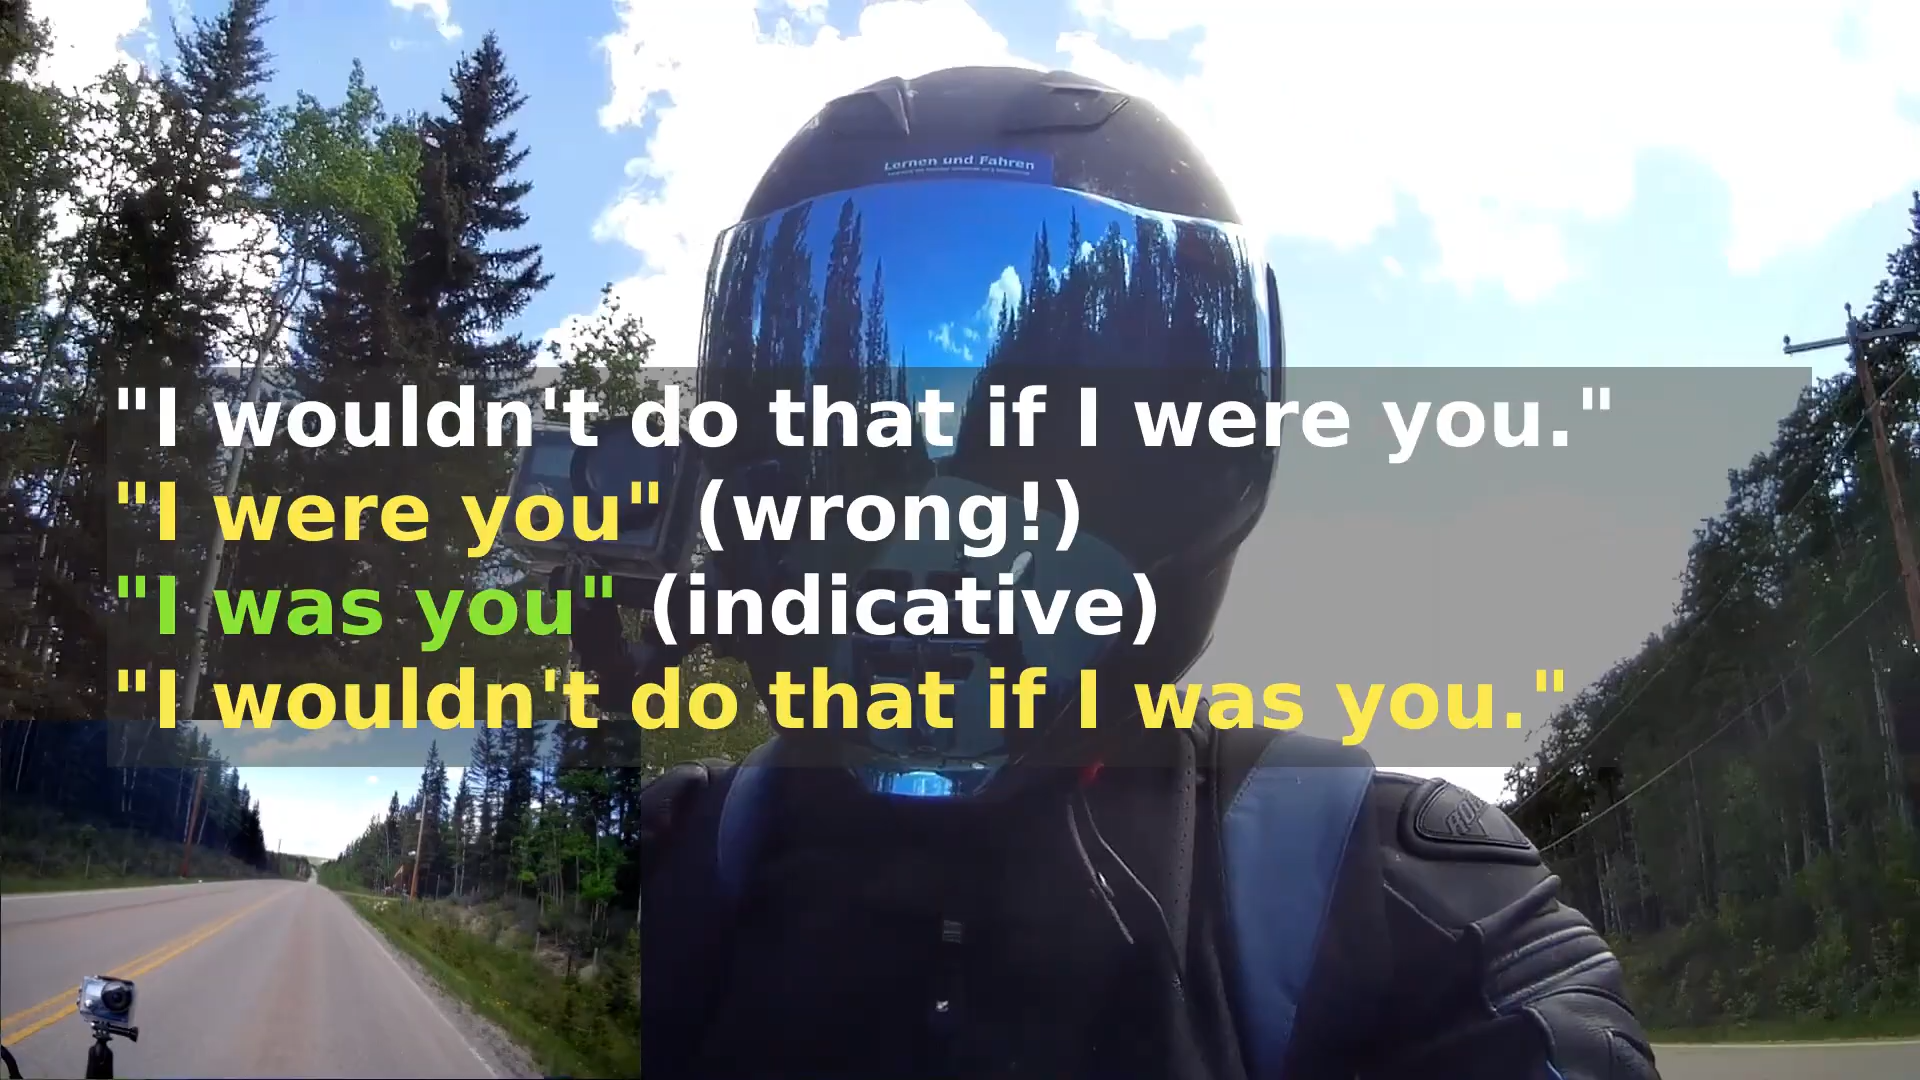 Lernen und Fahren
"I wouldn't do that if I were you."
"I were you" (wrong!)
"I was you" (indicative)
"I wouldn't do that if I was you."